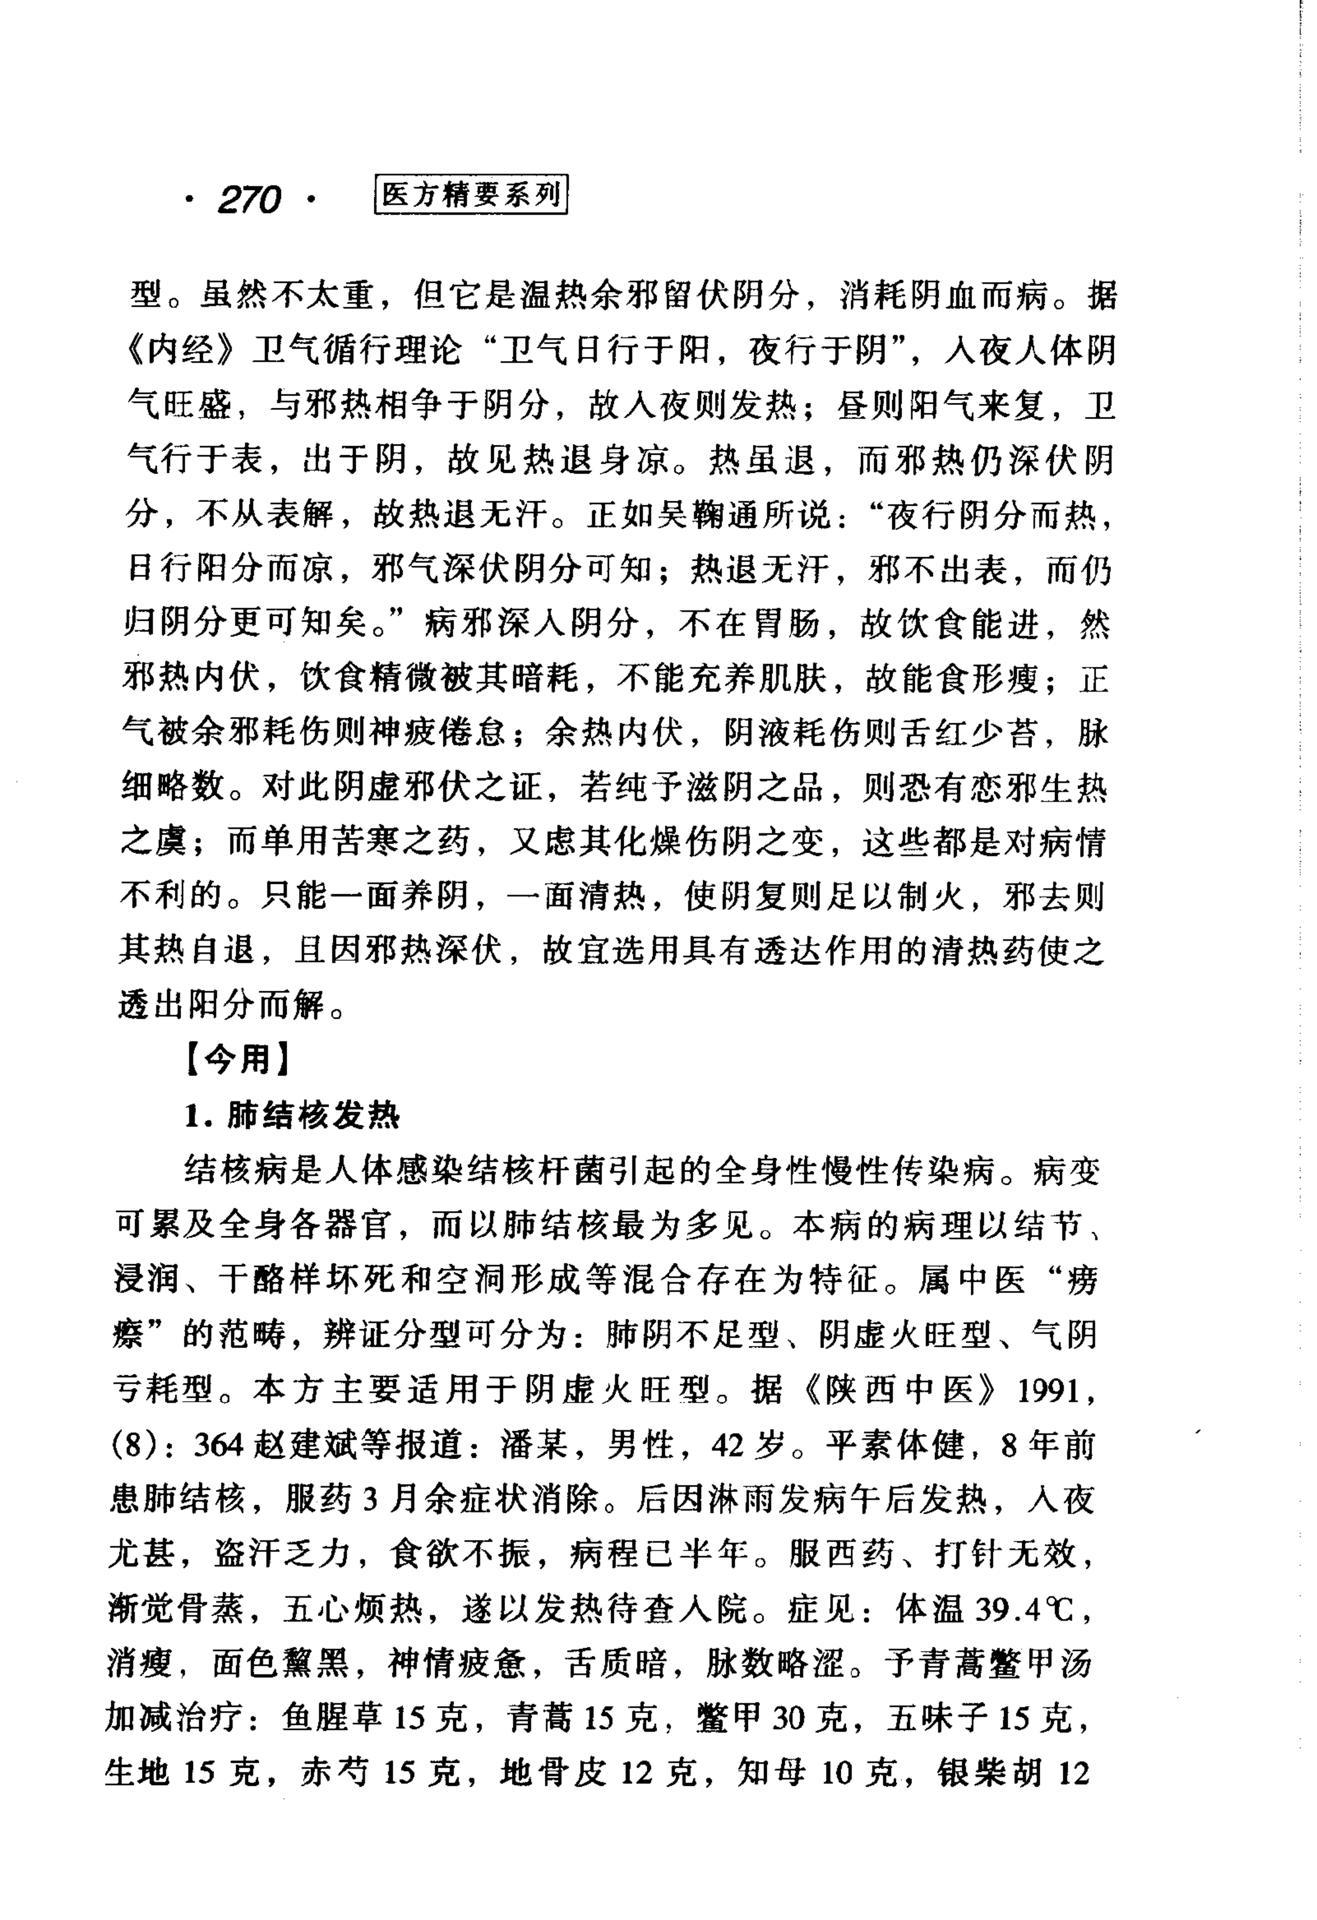 · 270 · 医方精要系列
型。虽然不太重，但它是温热余邪留伏阴分，消耗阴血而病。据
《内经》卫气循行理论“卫气日行于阳，夜行于阴”，入夜人体阴
气旺盛，与邪热相争于阴分，故入夜则发热；昼则阳气来复，卫
气行于表，出于阴，故见热退身凉。热虽退，而邪热仍深伏阴
分，不从表解，故热退无汗。正如吴鞠通所说：“夜行阴分而热，
日行阳分而凉，邪气深伏阴分可知；热退无汗，邪不出表，而仍
归阴分更可知矣。”病邪深入阴分，不在胃肠，故饮食能进，然
邪热内伏，饮食精微被其暗耗，不能充养肌肤，故能食形瘦；正
气被余邪耗伤则神疲倦怠；余热内伏，阴液耗伤则舌红少苔，脉
细略数。对此阴虚邪伏之证，若纯予滋阴之品，则恐有恋邪生热
之虞；而单用苦寒之药，又虑其化燥伤阴之变，这些都是对病情
不利的。只能一面养阴，一面清热，使阴复则足以制火，邪去则
其热自退，且因邪热深伏，故宜选用具有透达作用的清热药使之
透出阳分而解。
【今用】
1. 肺结核发热
结核病是人体感染结核杆菌引起的全身性慢性传染病。病变
可累及全身各器官，而以肺结核最为多见。本病的病理以结节、
浸润、干酪样坏死和空洞形成等混合存在为特征。属中医“痨
瘵”的范畴，辨证分型可分为：肺阴不足型、阴虚火旺型、气阴
亏耗型。本方主要适用于阴虚火旺型。据《陕西中医》1991，
(8)：364 赵建斌等报道：潘某，男性，42 岁。平素体健，8 年前
患肺结核，服药 3 月余症状消除。后因淋雨发病午后发热，入夜
尤甚，盗汗乏力，食欲不振，病程已半年。服西药、打针无效，
渐觉骨蒸，五心烦热，遂以发热待查入院。症见：体温 39.4℃，
消瘦，面色黧黑，神情疲惫，舌质暗，脉数略涩。予青蒿鳖甲汤
加减治疗：鱼腥草 15 克，青蒿 15 克，鳖甲 30 克，五味子 15 克，
生地 15 克，赤芍 15 克，地骨皮 12 克，知母 10 克，银柴胡 12